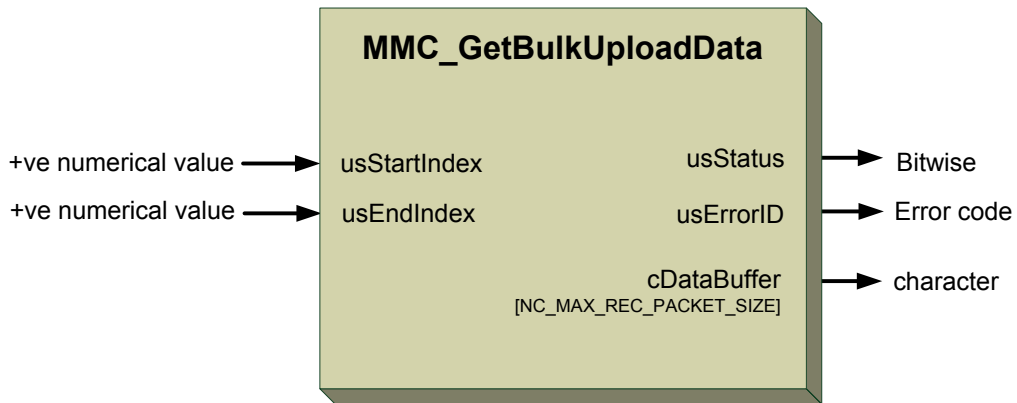 MMC_GetBulkUploadData
+ve numerical value usStartIndex usStatus Bitwise
+ve numerical value usEndIndex usErrorID Error code
cDataBuffer character
[NC_MAX_REC_PACKET_SIZE]